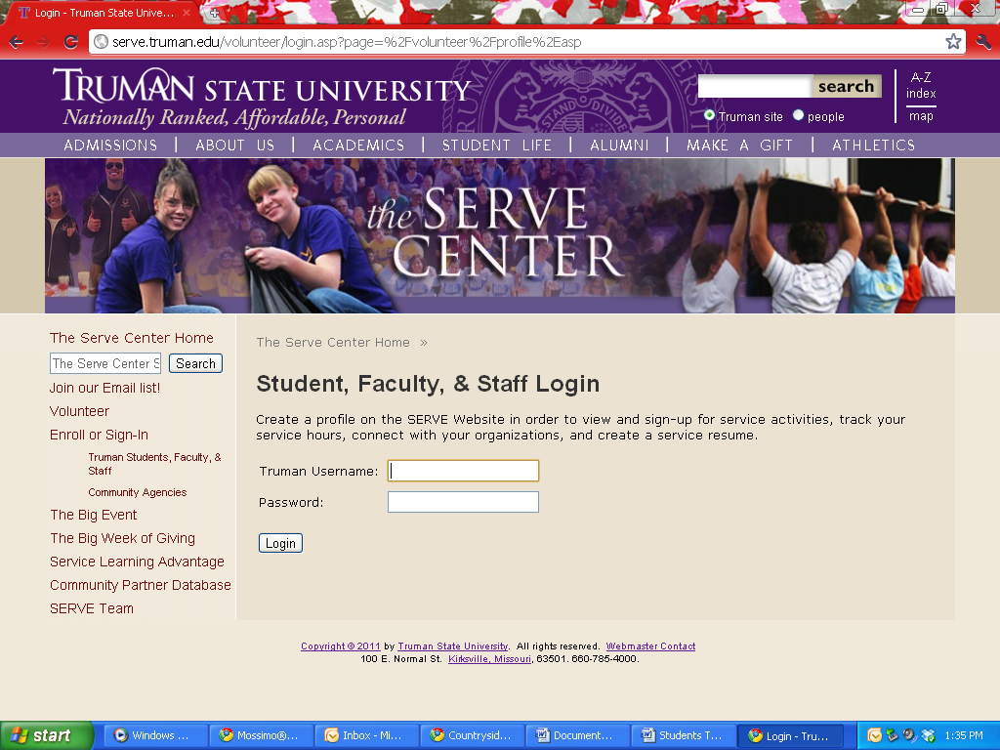 Login - Truman State Unive...
serve.truman.edu/volunteer/login.asp?page=%2Fvolunteer%2Fprofile%2Easp
TRUMAN STATE UNIVERSITY
Nationally Ranked, Affordable, Personal
search
Truman site people
A-Z
index
map
ADMISSIONS | ABOUT US | ACADEMICS | STUDENT LIFE | ALUMNI | MAKE A GIFT | ATHLETICS
the SERVE
CENTER
The Serve Center Home
The Serve Center S
Search
Join our Email list!
Volunteer
Enroll or Sign-In
Truman Students, Faculty, &
Staff
Community Agencies
The Big Event
The Big Week of Giving
Service Learning Advantage
Community Partner Database
SERVE Team
The Serve Center Home »
Student, Faculty, & Staff Login
Create a profile on the SERVE Website in order to view and sign-up for service activities, track your
service hours, connect with your organizations, and create a service resume.
Truman Username:
Password:
Login
Copyright © 2011 by Truman State University. All rights reserved. Webmaster Contact
100 E. Normal St. Kirksville, Missouri, 63501. 660-785-4000.
start
Windows ...
Mossimo®...
Inbox - Mi...
Countrysid...
Document...
Students T...
Login - Tru...
1:35 PM